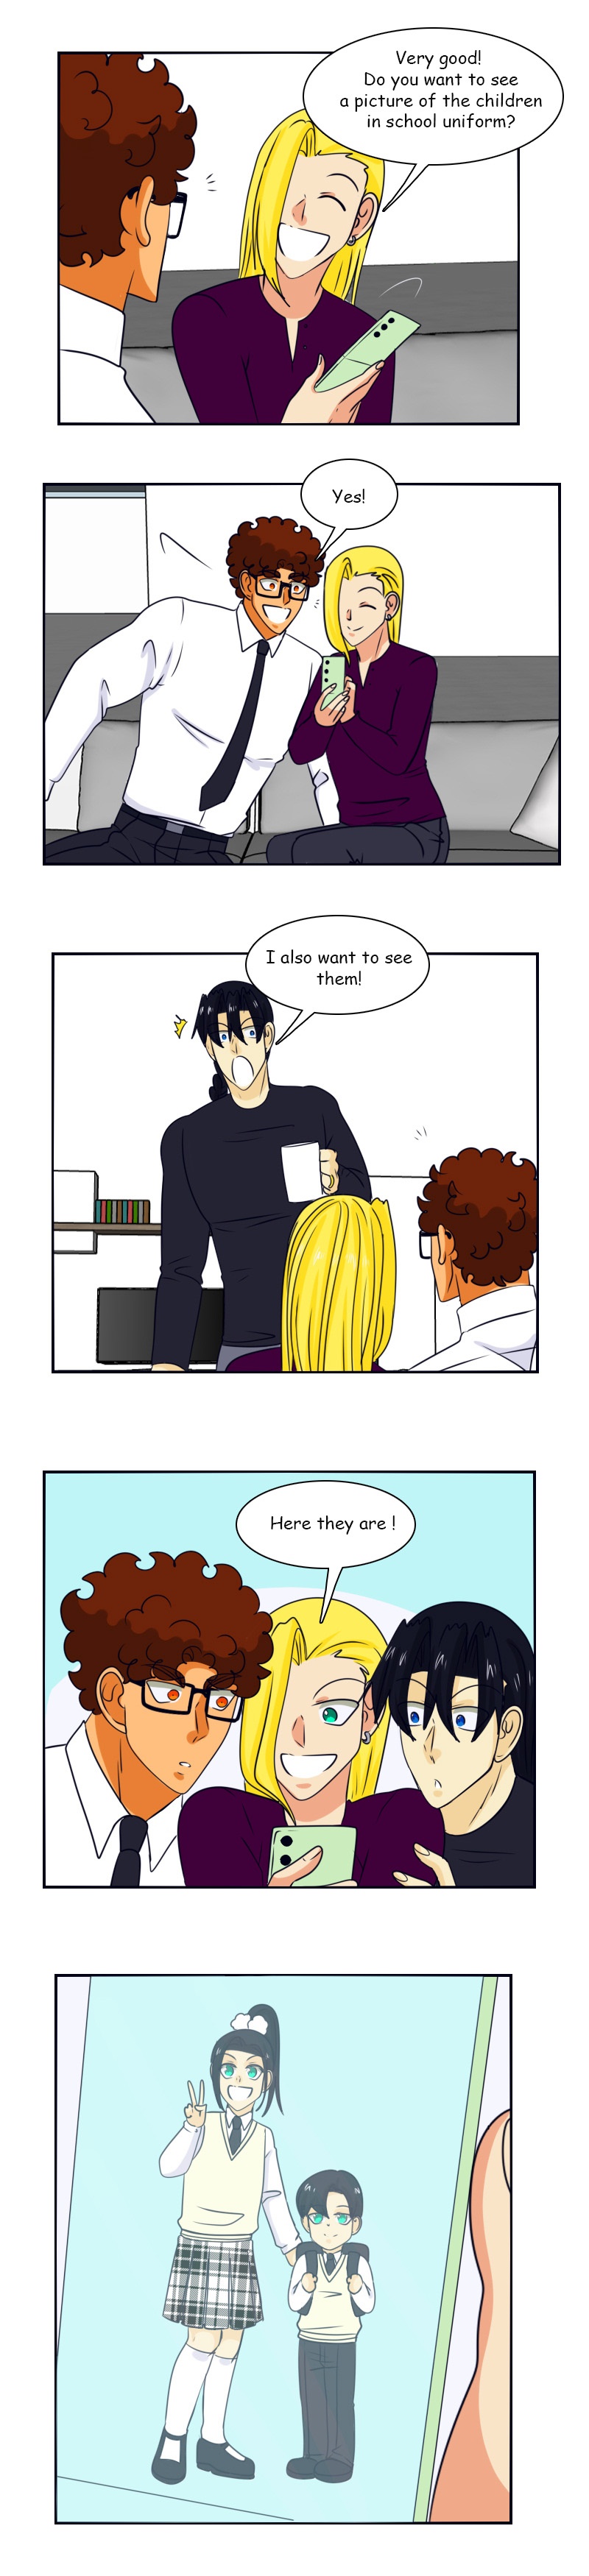 Very good!
Do you want to see
a picture of the children
in school uniform?
Yes!
I also want to see
them!
Here they are !